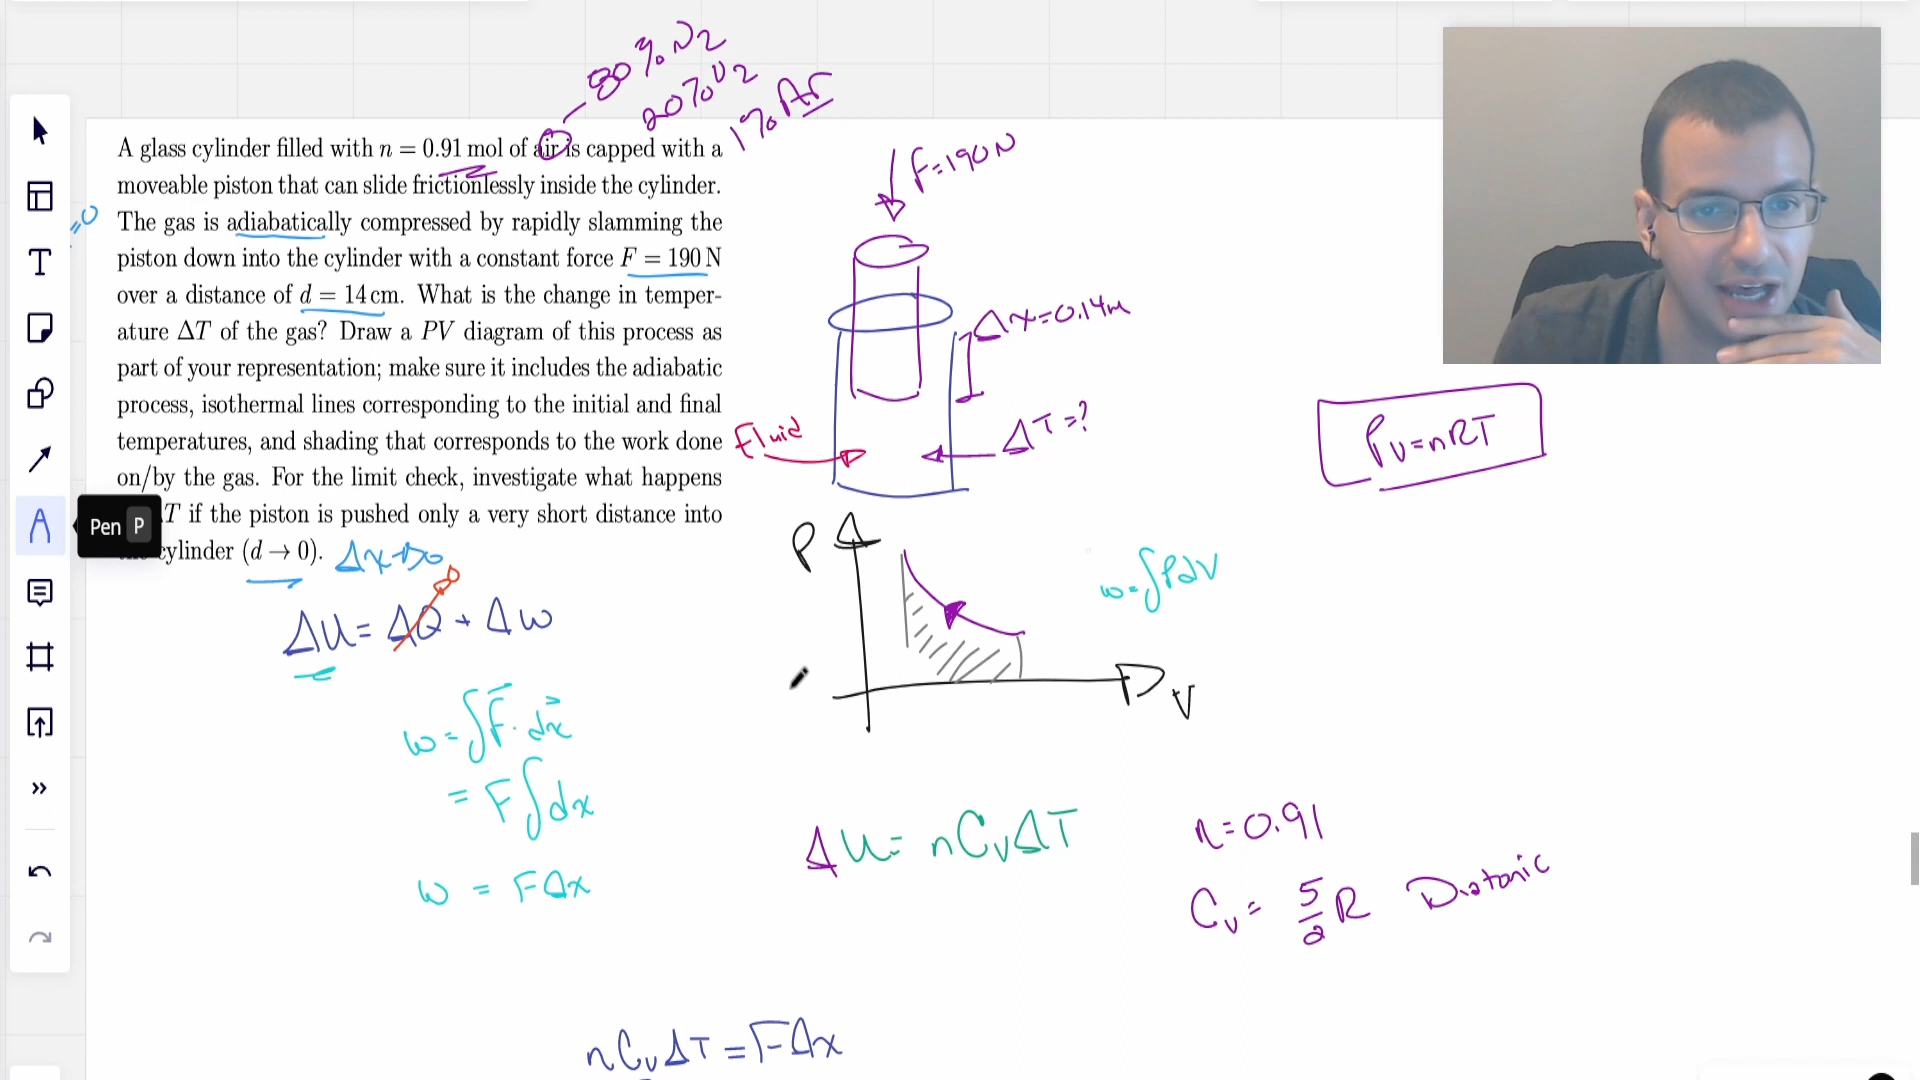 80% N2
20% O2
1% Ar
A glass cylinder filled with n = 0.91 mol of air is capped with a
moveable piston that can slide frictionlessly inside the cylinder.
=0
The gas is adiabatically compressed by rapidly slamming the
piston down into the cylinder with a constant force F = 190 N
over a distance of d = 14 cm. What is the change in temper-
ature ΔT of the gas? Draw a PV diagram of this process as
part of your representation; make sure it includes the adiabatic
process, isothermal lines corresponding to the initial and final
temperatures, and shading that corresponds to the work done
on/by the gas. For the limit check, investigate what happens
T if the piston is pushed only a very short distance into
cylinder (d → 0).
Pen P
Δx→0
F=190N
Δx=0.14m
ΔT=?
Fluid
PV=nRT
P
V
w=∫PdV
ΔU=ΔQ+Δw
0
w=∫F⃗·dx⃗
=F∫dx
w = FΔx
ΔU= nCvΔT
n=0.91
Cv= 5/2 R Diatomic
nCvΔT=FΔx